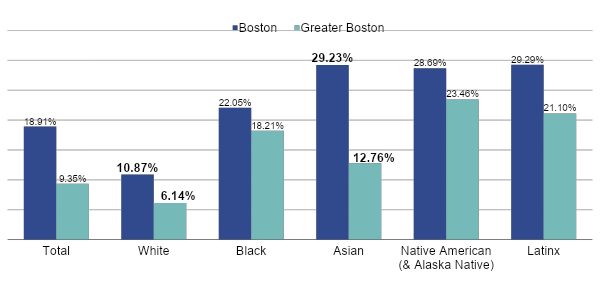 Boston Greater Boston
29.23% 28.69% 29.29%
23.46%
22.05% 21.10%
18.91% 18.21%
12.76%
10.87%
9.35% 6.14%
Total White Black Asian Native American Latinx
(& Alaska Native)